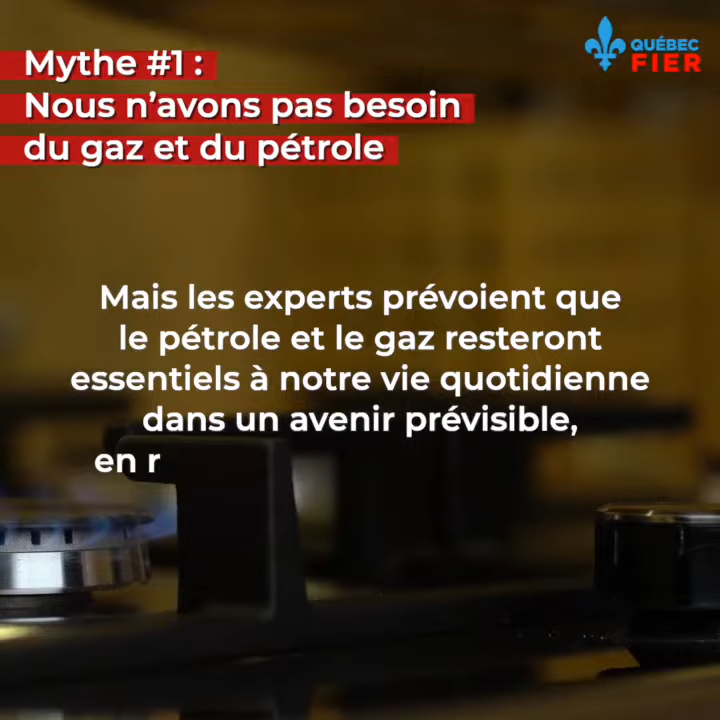 Mythe #1 :
Nous n’avons pas besoin
du gaz et du pétrole
QUÉBEC
FIER
Mais les experts prévoient que
le pétrole et le gaz resteront
essentiels à notre vie quotidienne
dans un avenir prévisible,
en r